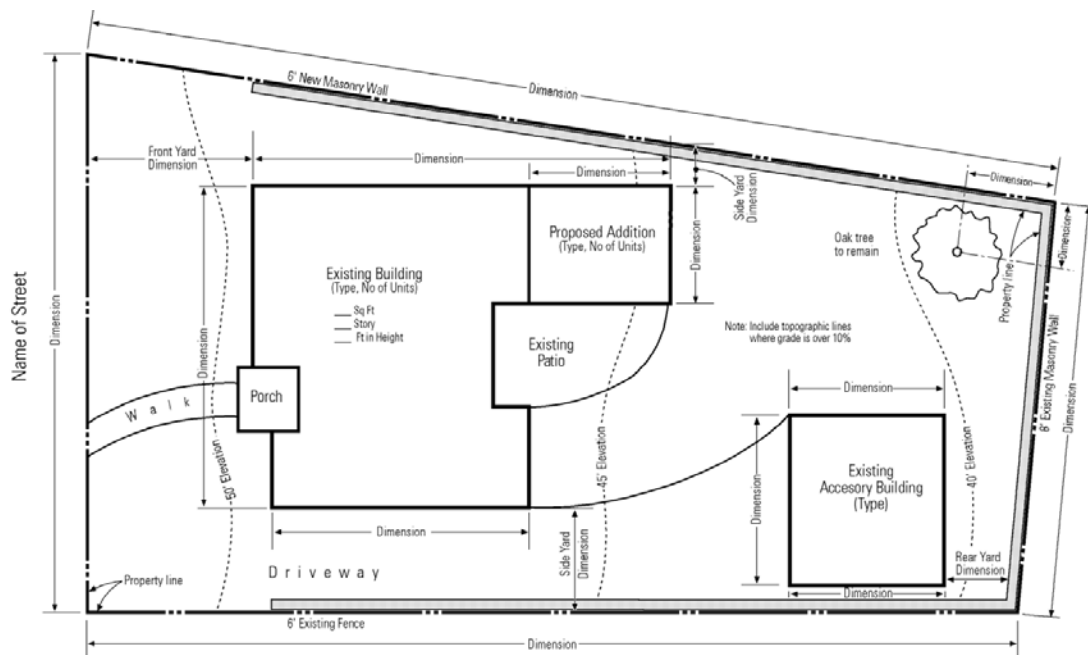 Dimension
6' New Masonry Wall
Front Yard
Dimension
Dimension
Dimension
Side Yard
Dimension
Dimension
Dimension
Name of Street
Dimension
Existing Building
(Type, No of Units)
Sq Ft
Story
Ft in Height
Proposed Addition
(Type, No of Units)
Dimension
Oak tree
to remain
Property line
Existing
Patio
Note: Include topographic lines
where grade is over 10%
Dimension
Porch
Walk
50' Elevation
45' Elevation
40' Elevation
Dimension
Dimension
Existing
Accesory Building
(Type)
6' Existing Masonry Wall
Dimension
Dimension
Side Yard
Dimension
Rear Yard
Dimension
Driveway
Property line
Dimension
6' Existing Fence
Dimension